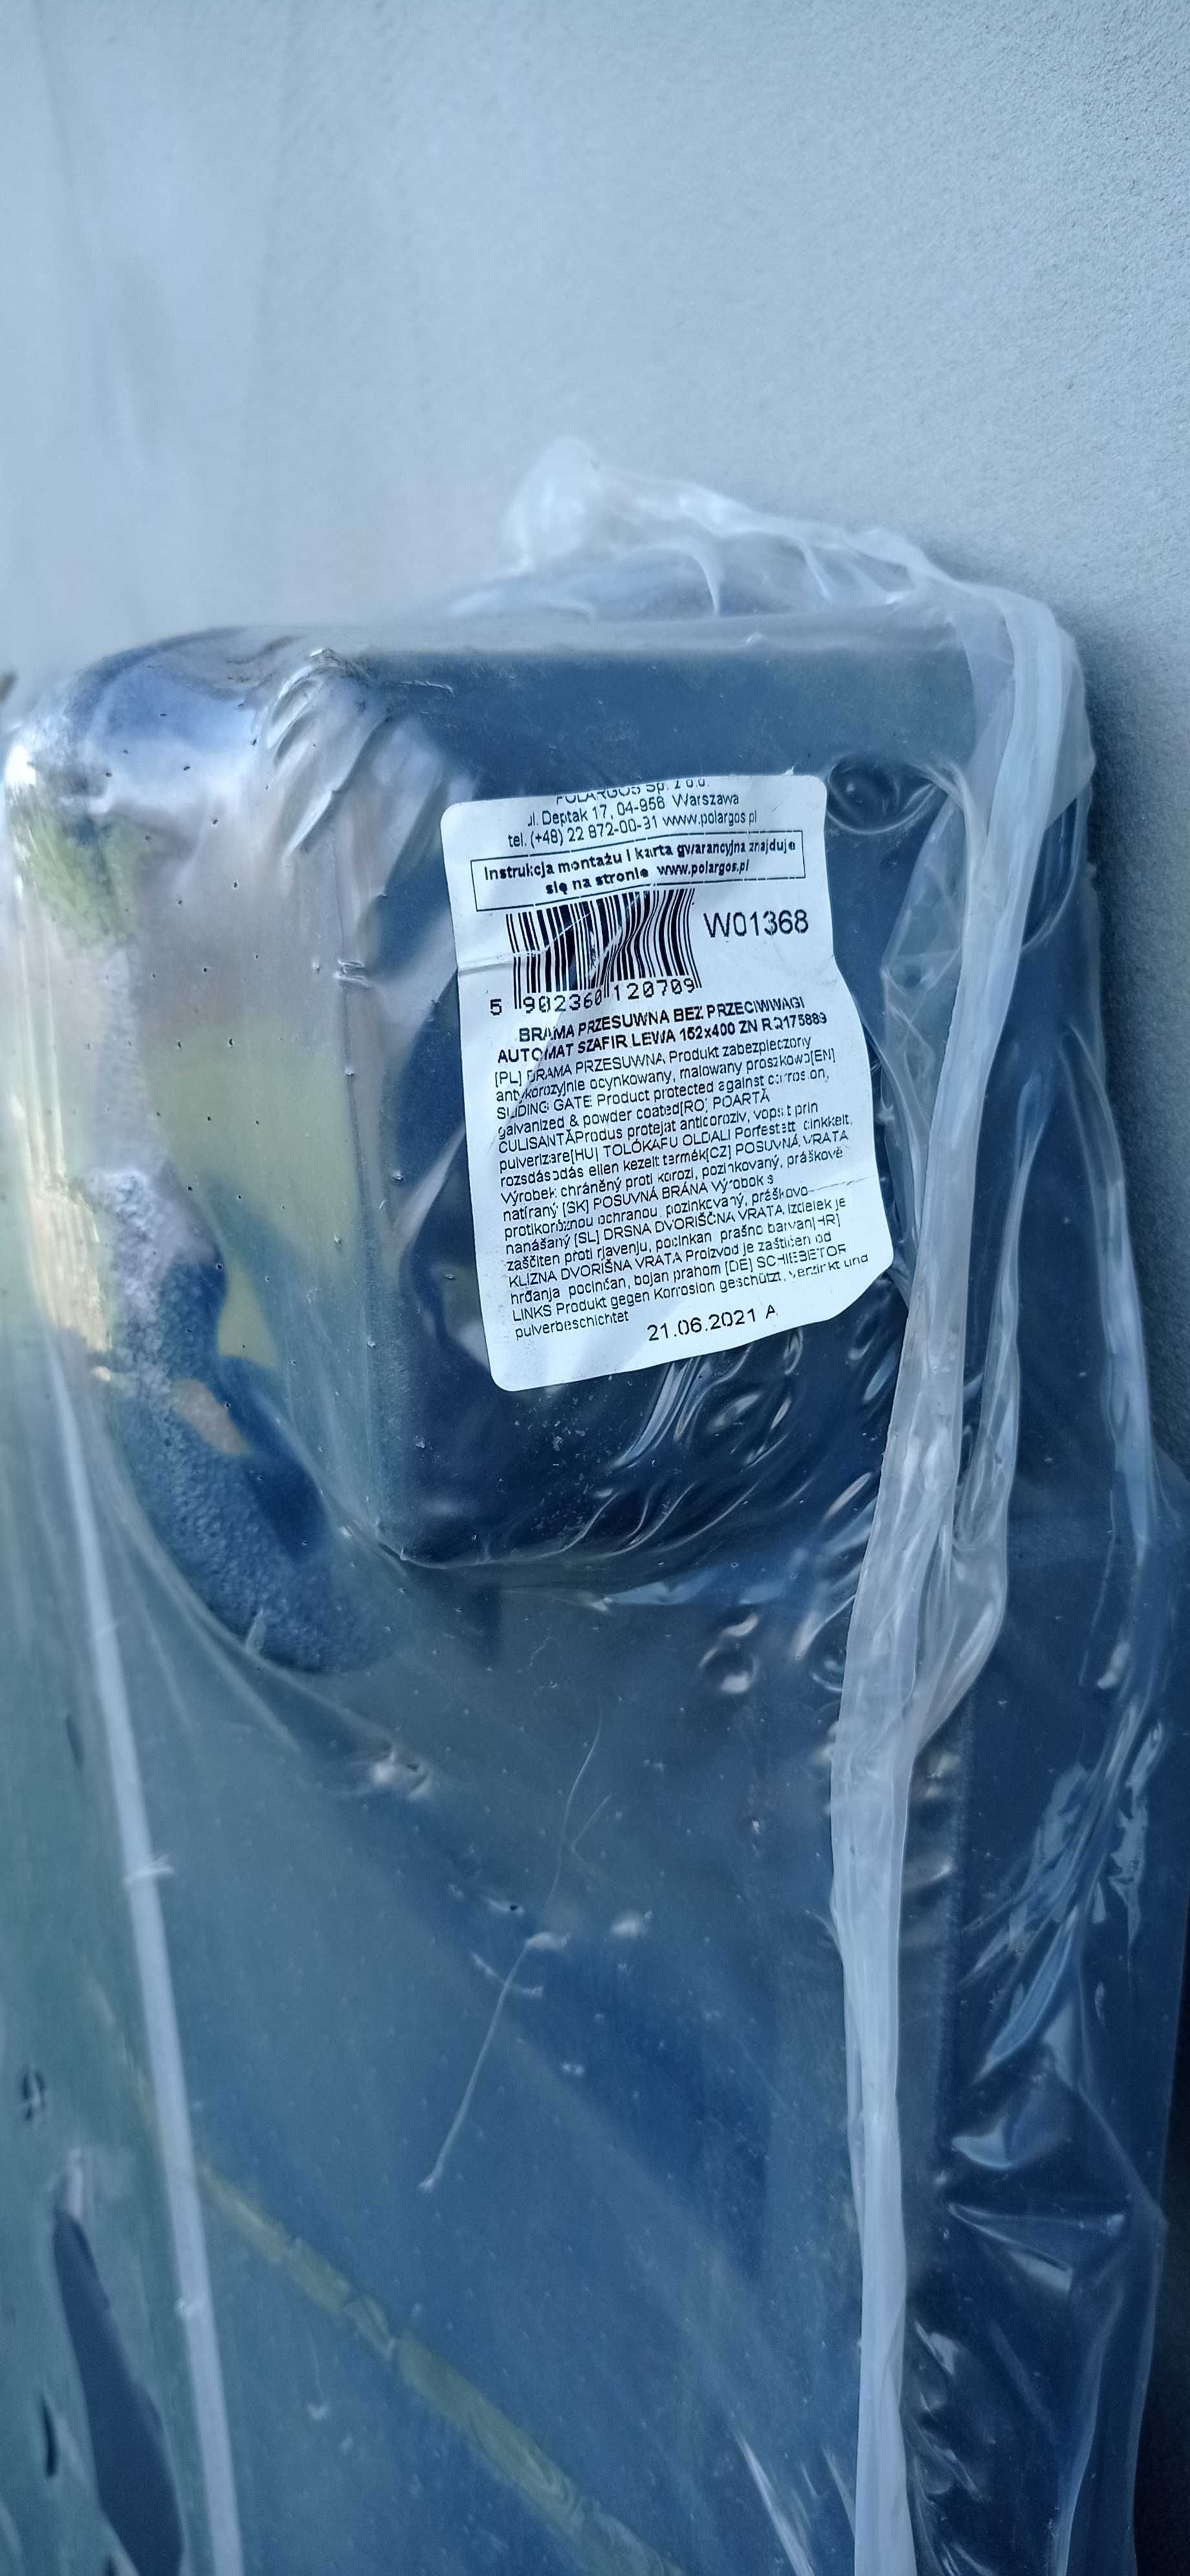 POLARGOS Sp. z o.o.
ul. Deptak 17, 04-956 Warszawa
tel. (+48) 22 872-00-31 www.polargos.pl
Instrukcja montażu i karta gwarancyjna znajduje
się na stronie www.polargos.pl
W01368
5 902360 120709
BRAMA PRZESUWNA BEZ PRZECIWWAGI
AUTOMAT SZAFIR LEWA 152x400 ZN R2175889
[PL] BRAMA PRZESUWNA Produkt zabezpieczony
antykorozyjnie ocynkowany, malowany proszkowo[EN]
SLIDING GATE Product protected against corrosion,
galvanized & powder coated[RO] POARTĂ
CULISANTĂProdus protejat anticoroziv, vopsit prin
pulverizare[HU] TOLÓKAFU OLDALI Porfestett cinkkelt,
rozsdásodás ellen kezelt termék[CZ] POSUVNÁ VRATA
Výrobek chráněný proti korozi, pozinkovaný, práškově
natíraný [SK] POSUVNÁ BRÁNA Výrobok s
protikoróznou ochranou pozinkovaný, práškovo
nanášaný [SL] DRSNA DVORIŠČNA VRATA Izdelek je
zaščiten proti rjavenju, pocinkan prašno barvan[HR]
KLIZNA DVORIŠNA VRATA Proizvod je zaštićen od
hrđanja pocinčan, bojan prahom [DE] SCHIEBETOR
LINKS Produkt gegen Korrosion geschützt, verzinkt und
pulverbeschichtet
21.06.2021 A